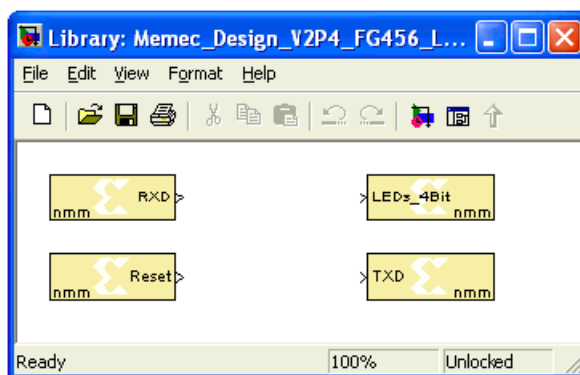 Library: Memec_Design_V2P4_FG456_L...
File Edit View Format Help
RXD
nmm
LEDs_4Bit
nmm
Reset
nmm
TXD
nmm
Ready 100% Unlocked